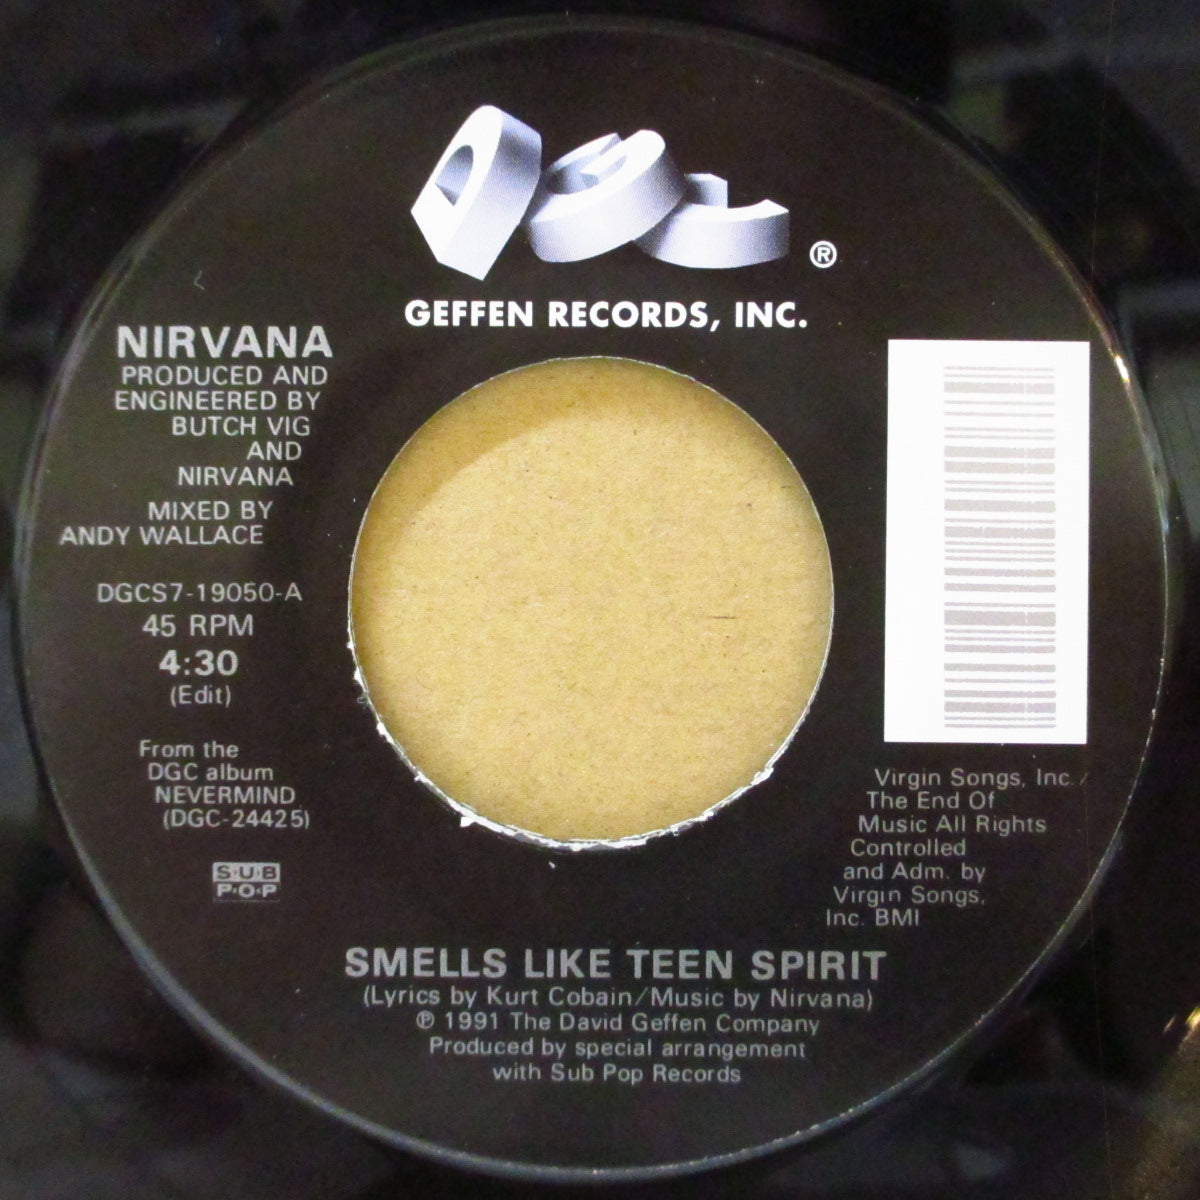 DGC ®
GEFFEN RECORDS, INC.
NIRVANA
PRODUCED AND
ENGINEERED BY
BUTCH VIG
AND
NIRVANA
MIXED BY
ANDY WALLACE
DGCS7-19050-A
45 RPM
4:30
(Edit)
From the
DGC album
NEVERMIND
(DGC-24425)
S·U·B
P·O·P
Virgin Songs, Inc./
The End Of
Music All Rights
Controlled
and Adm. by
Virgin Songs,
Inc. BMI
SMELLS LIKE TEEN SPIRIT
(Lyrics by Kurt Cobain/Music by Nirvana)
℗ 1991 The David Geffen Company
Produced by special arrangement
with Sub Pop Records